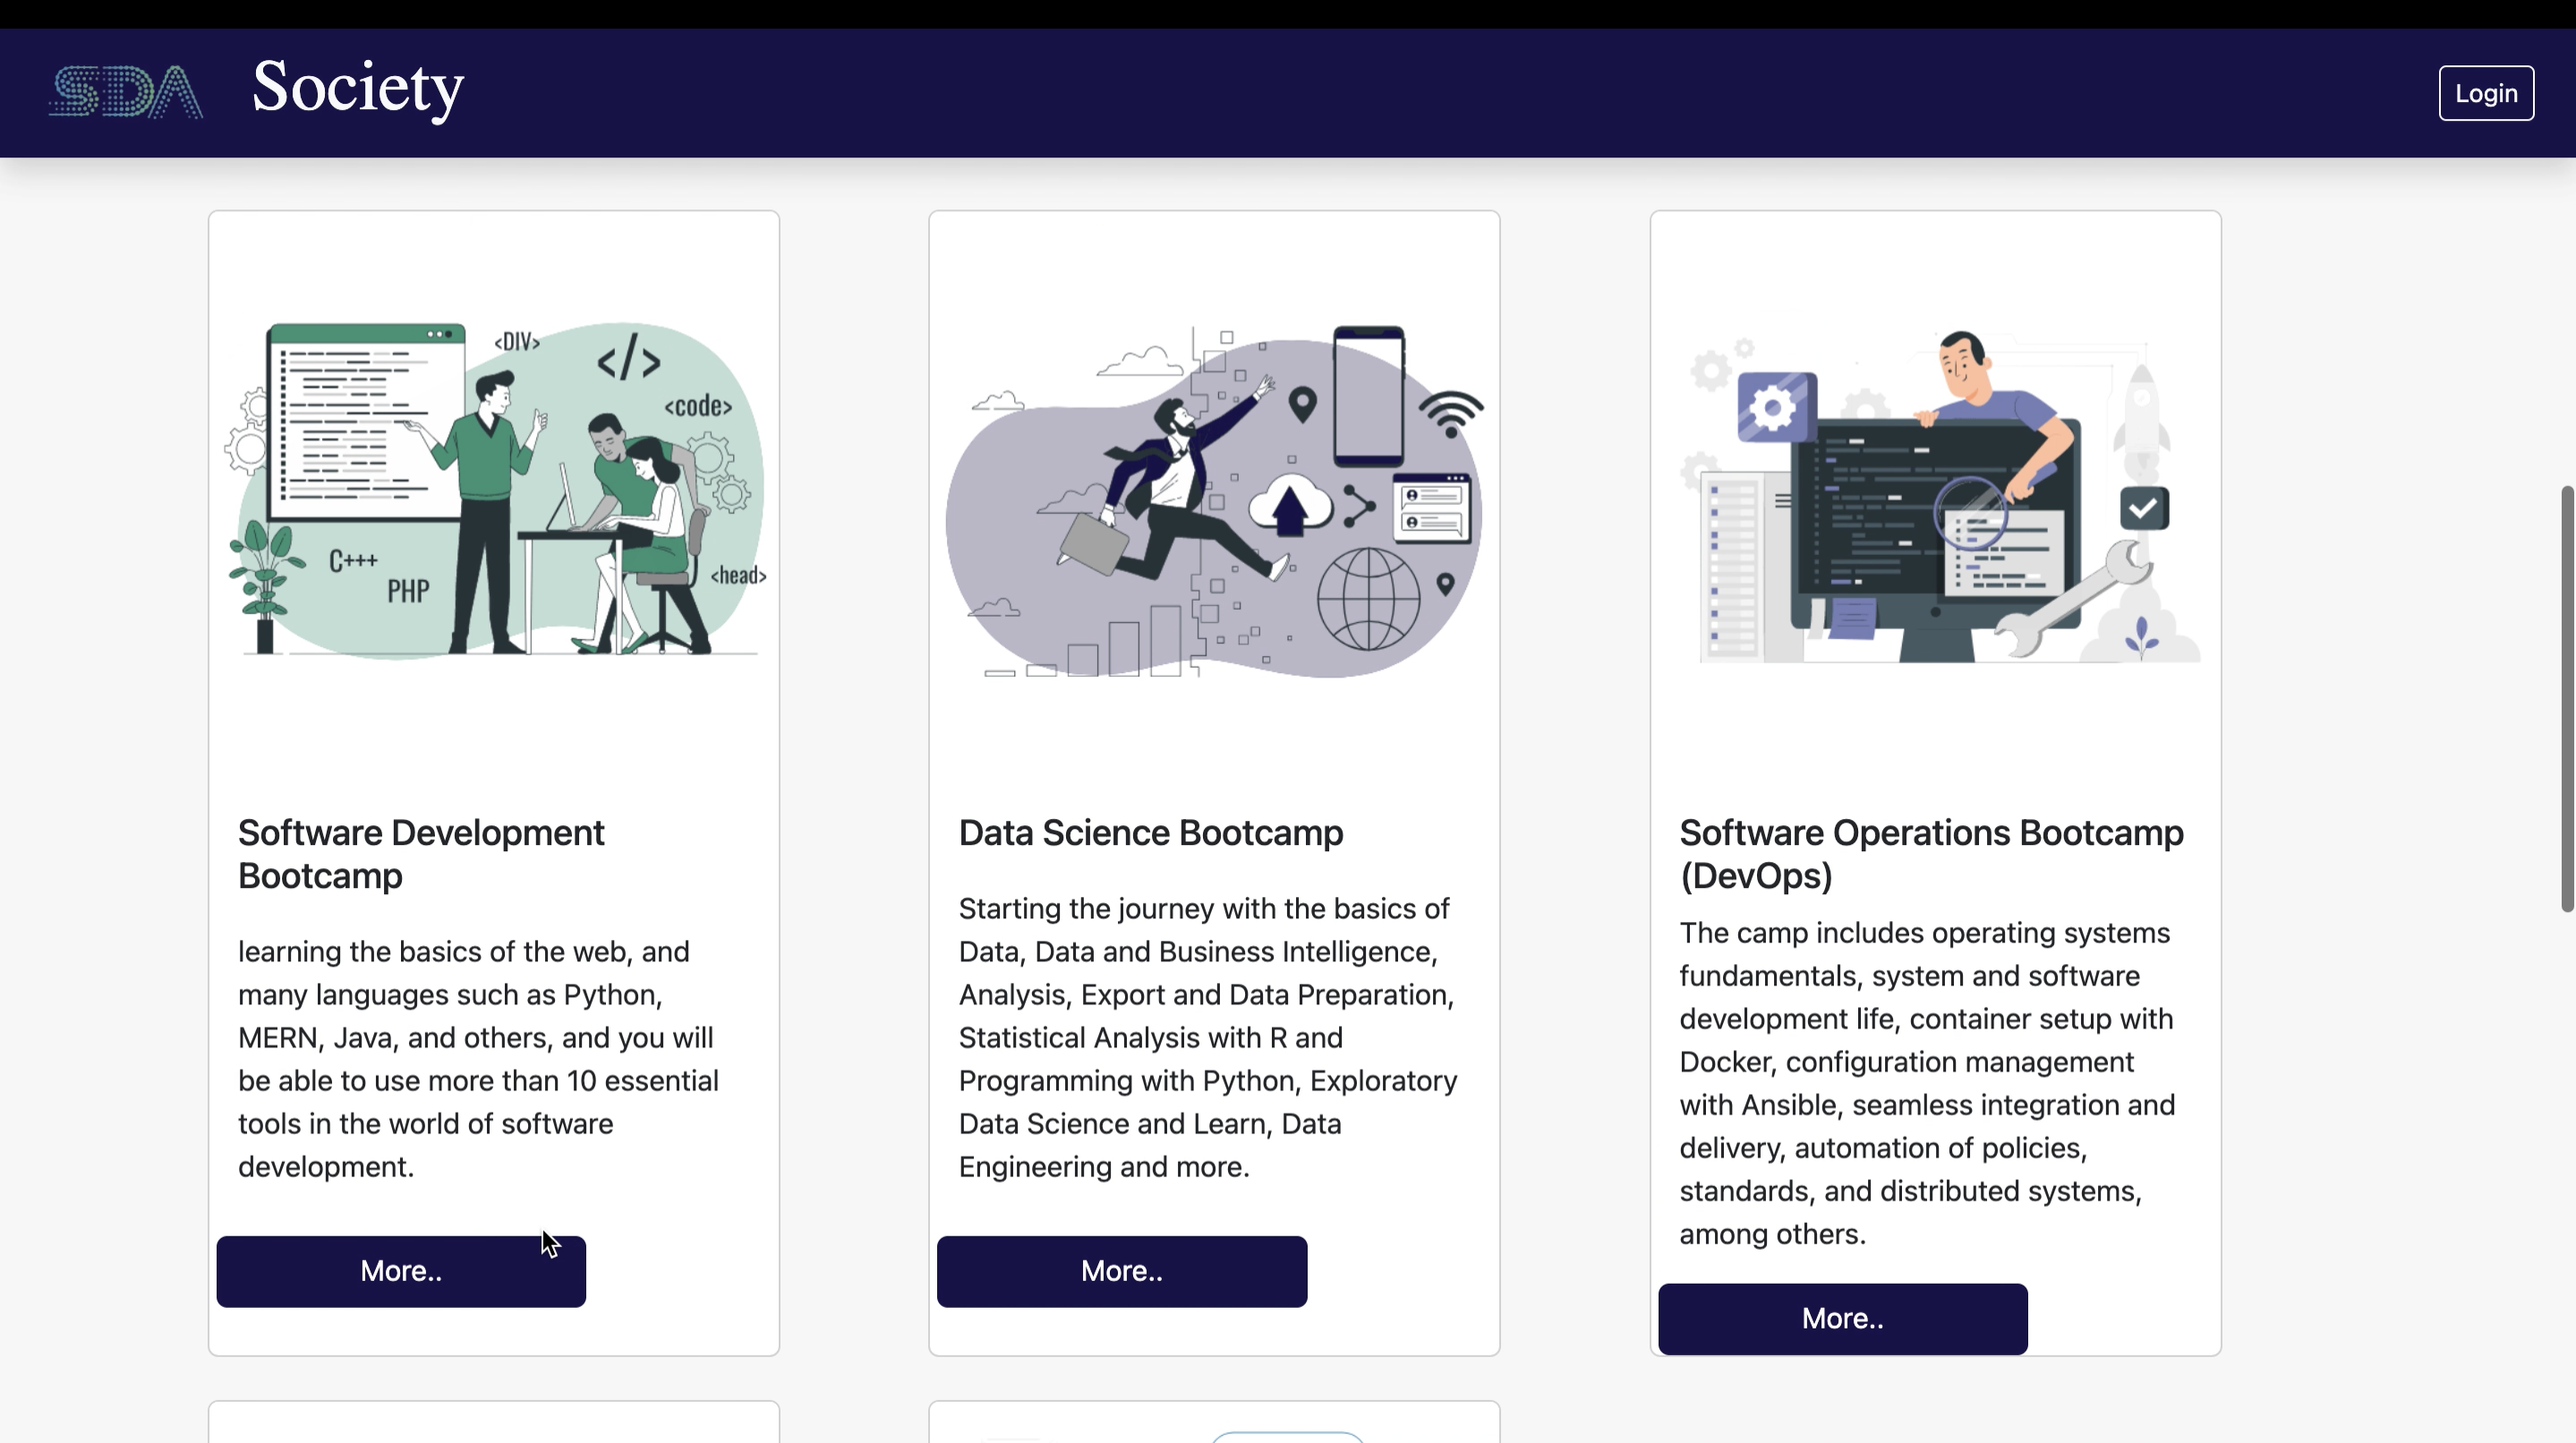 SDA Society
Login
<DIV>
</>
<code>
C+++
PHP
<head>
Software Development
Bootcamp
learning the basics of the web, and
many languages such as Python,
MERN, Java, and others, and you will
be able to use more than 10 essential
tools in the world of software
development.
More..
Data Science Bootcamp
Starting the journey with the basics of
Data, Data and Business Intelligence,
Analysis, Export and Data Preparation,
Statistical Analysis with R and
Programming with Python, Exploratory
Data Science and Learn, Data
Engineering and more.
More..
Software Operations Bootcamp
(DevOps)
The camp includes operating systems
fundamentals, system and software
development life, container setup with
Docker, configuration management
with Ansible, seamless integration and
delivery, automation of policies,
standards, and distributed systems,
among others.
More..